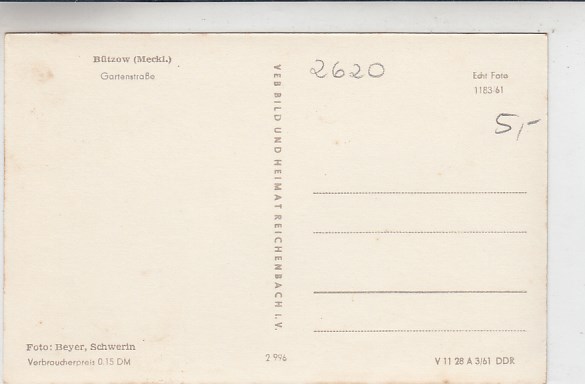 Bützow (Meckl.)
Gartenstraße
VEB BILD UND HEIMAT REICHENBACH I. V.
2620
Echt Foto
1183/61
5,-
Foto: Beyer, Schwerin
Verbraucherpreis 0.15 DM
2 996
V 11 28 A 3/61 DDR